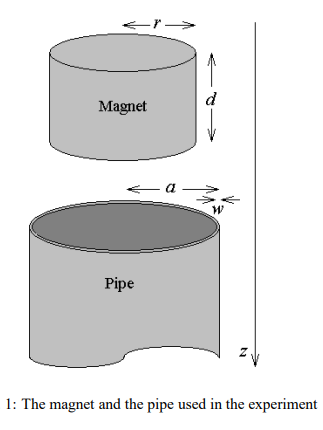 r
Magnet
d
a
w
Pipe
z
1: The magnet and the pipe used in the experiment